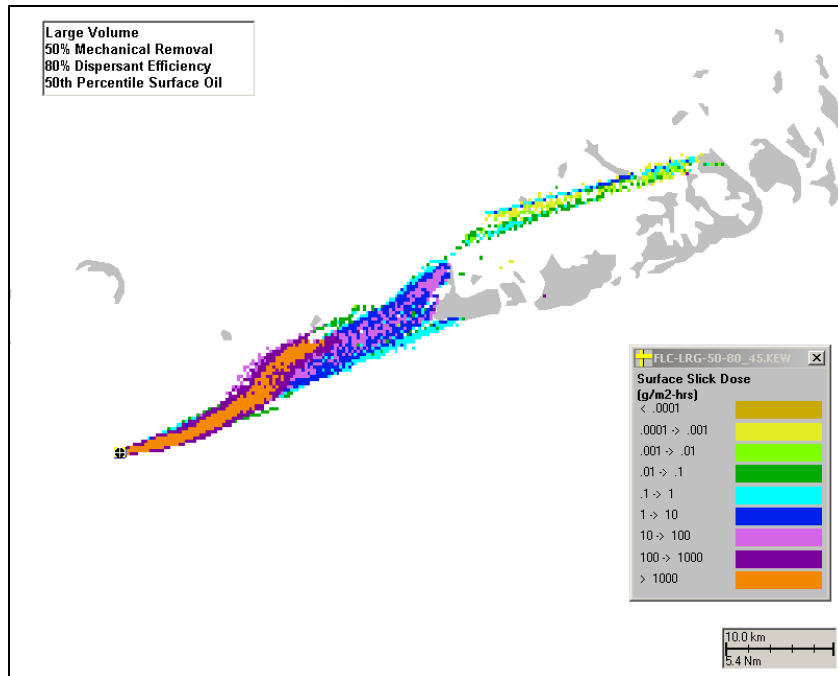 Large Volume
50% Mechanical Removal
80% Dispersant Efficiency
50th Percentile Surface Oil
FLC-LRG-50-80_45.KEW
Surface Slick Dose
(g/m2-hrs)
< .0001
.0001 -> .001
.001 -> .01
.01 -> .1
.1 -> 1
1 -> 10
10 -> 100
100 -> 1000
> 1000
10.0 km
5.4 Nm